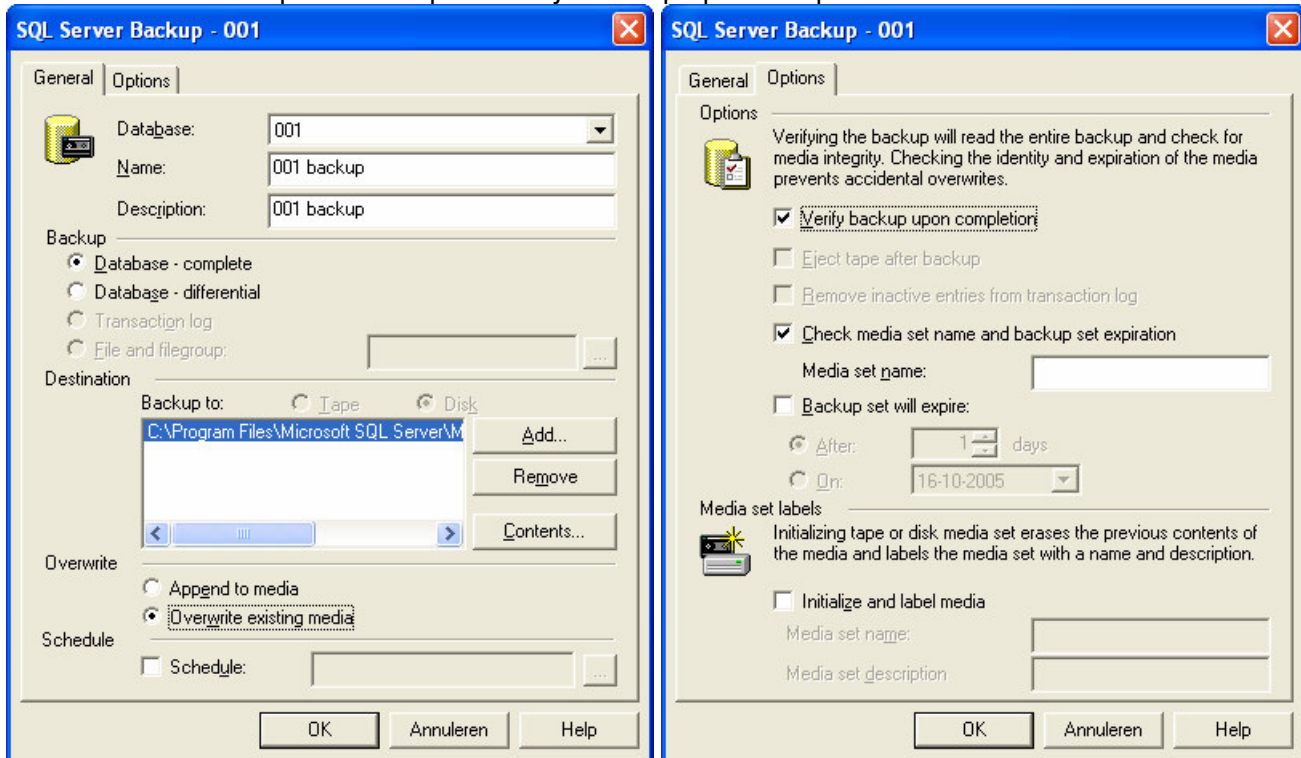 SQL Server Backup - 001
General
Options
Database:
001
Name:
001 backup
Description:
001 backup
Backup
Database - complete
Database - differential
Transaction log
File and filegroup:
...
Destination
Backup to:
Tape
Disk
C:\Program Files\Microsoft SQL Server\M
Add...
Remove
Contents...
Overwrite
Append to media
Overwrite existing media
Schedule
Schedule:
...
OK
Annuleren
Help
SQL Server Backup - 001
General
Options
Options
Verifying the backup will read the entire backup and check for
media integrity. Checking the identity and expiration of the media
prevents accidental overwrites.
Verify backup upon completion
Eject tape after backup
Remove inactive entries from transaction log
Check media set name and backup set expiration
Media set name:
Backup set will expire:
After:
1
days
On:
16-10-2005
Media set labels
Initializing tape or disk media set erases the previous contents of
the media and labels the media set with a name and description.
Initialize and label media
Media set name:
Media set description
OK
Annuleren
Help